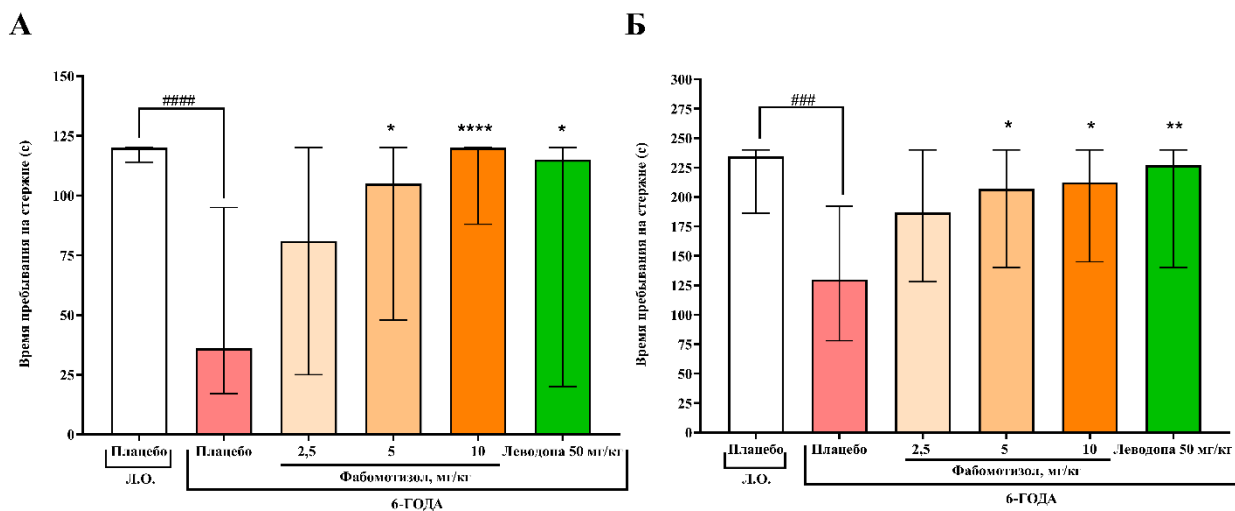 А
Время пребывания на стержне (с)
150
125
100
75
50
25
0
####
*
****
*
Плацебо
Плацебо
2,5
5
10
Леводопа 50 мг/кг
Л.О.
Фабомотизол, мг/кг
6-ГОДА
Б
Время пребывания на стержне (с)
300
275
250
225
200
175
150
125
100
75
50
25
0
###
*
*
**
Плацебо
Плацебо
2,5
5
10
Леводопа 50 мг/кг
Л.О.
Фабомотизол, мг/кг
6-ГОДА